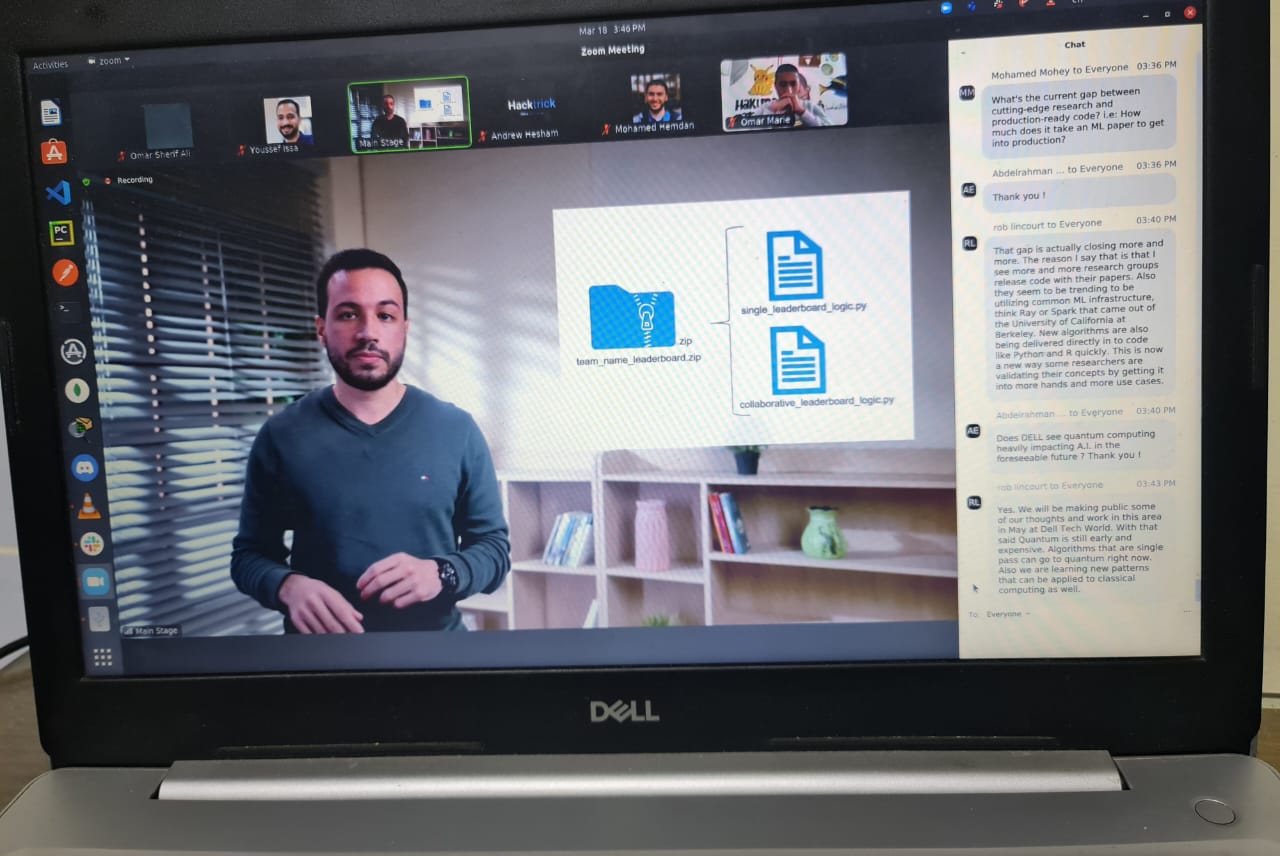 Mar 18 3:46 PM
Activities
zoom
Zoom Meeting
Omar Sherif Ali
Youssef Issa
Main Stage
Hacktrick
Andrew Hesham
Mohamed Hemdan
Omar Marie
Recording
PC
.zip
team_name_leaderboard.zip
single_leaderboard_logic.py
collaborative_leaderboard_logic.py
Main Stage
Chat
Mohamed Mohey to Everyone 03:36 PM
MM
What's the current gap between
cutting-edge research and
production-ready code? i.e: How
much does it take an ML paper to get
into production?
Abdelrahman ... to Everyone 03:36 PM
AE
Thank you !
rob lincourt to Everyone 03:40 PM
RL
That gap is actually closing more and
more. The reason I say that is that I
see more and more research groups
release code with their papers. Also
they seem to be trending to be
utilizing common ML infrastructure,
think Ray or Spark that came out of
the University of California at
Berkeley. New algorithms are also
being delivered directly in to code
like Python and R quickly. This is now
a new way some researchers are
validating their concepts by getting it
into more hands and more use cases.
Abdelrahman ... to Everyone 03:40 PM
AE
Does DELL see quantum computing
heavily impacting A.I. in the
foreseeable future ? Thank you !
rob lincourt to Everyone 03:43 PM
RL
Yes. We will be making public some
of our thoughts and work in this area
in May at Dell Tech World. With that
said Quantum is still early and
expensive. Algorithms that are single
pass can go to quantum right now.
Also we are learning new patterns
that can be applied to classical
computing as well.
To: Everyone
DELL